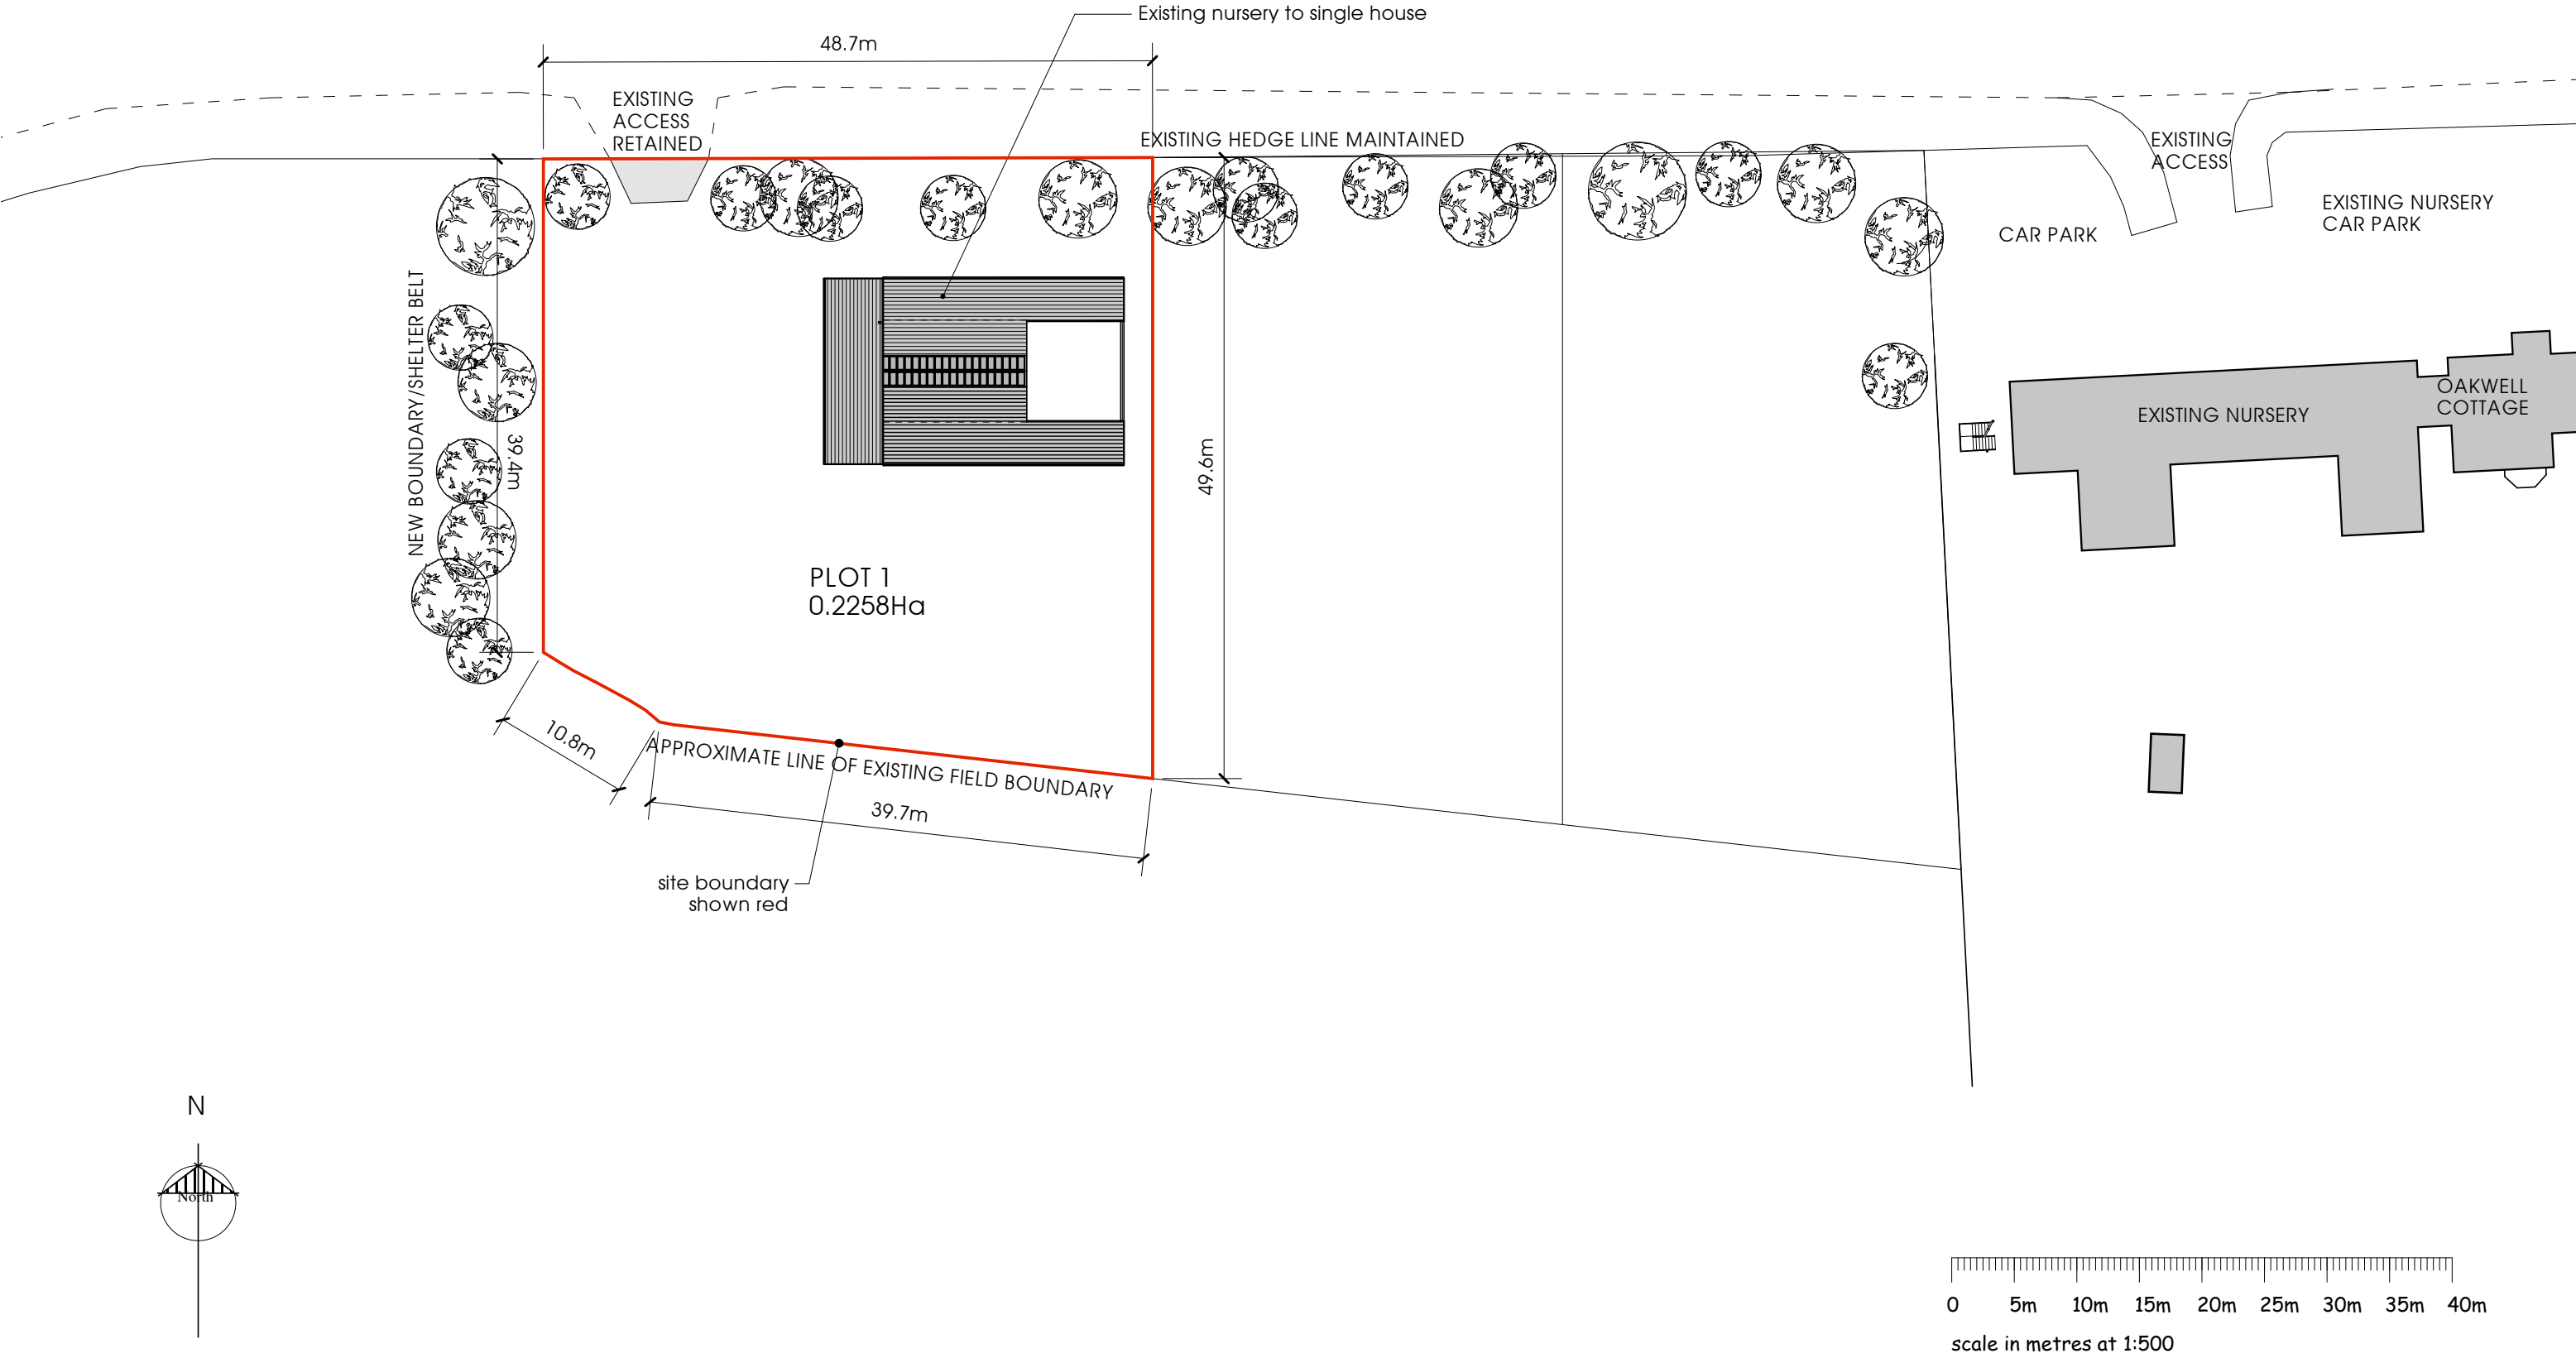 Existing nursery to single house
48.7m
EXISTING
ACCESS
RETAINED
EXISTING HEDGE LINE MAINTAINED
EXISTING
ACCESS
EXISTING NURSERY
CAR PARK
CAR PARK
NEW BOUNDARY/SHELTER BELT
39.4m
49.6m
EXISTING NURSERY
OAKWELL
COTTAGE
PLOT 1
0.2258Ha
10.8m
APPROXIMATE LINE OF EXISTING FIELD BOUNDARY
39.7m
site boundary
shown red
N
North
0 5m 10m 15m 20m 25m 30m 35m 40m
scale in metres at 1:500